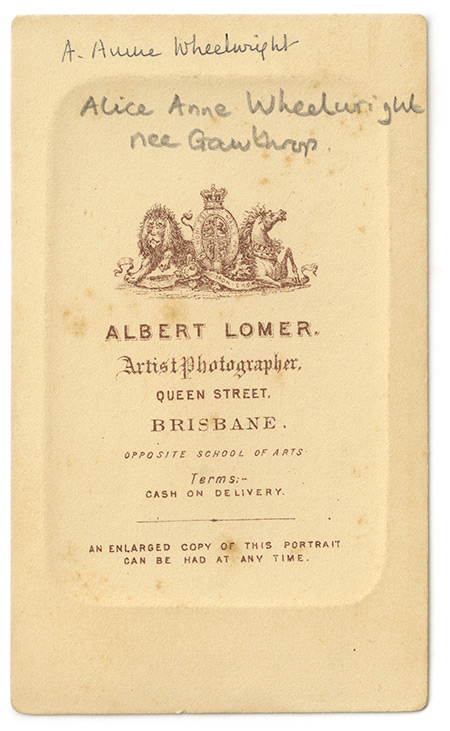 A. Anne Wheelwright
Alice Anne Wheelwright
nee Gawthrop.
ALBERT LOMER.
Artist Photographer,
QUEEN STREET,
BRISBANE.
OPPOSITE SCHOOL OF ARTS
Terms:-
CASH ON DELIVERY.
AN ENLARGED COPY OF THIS PORTRAIT
CAN BE HAD AT ANY TIME.